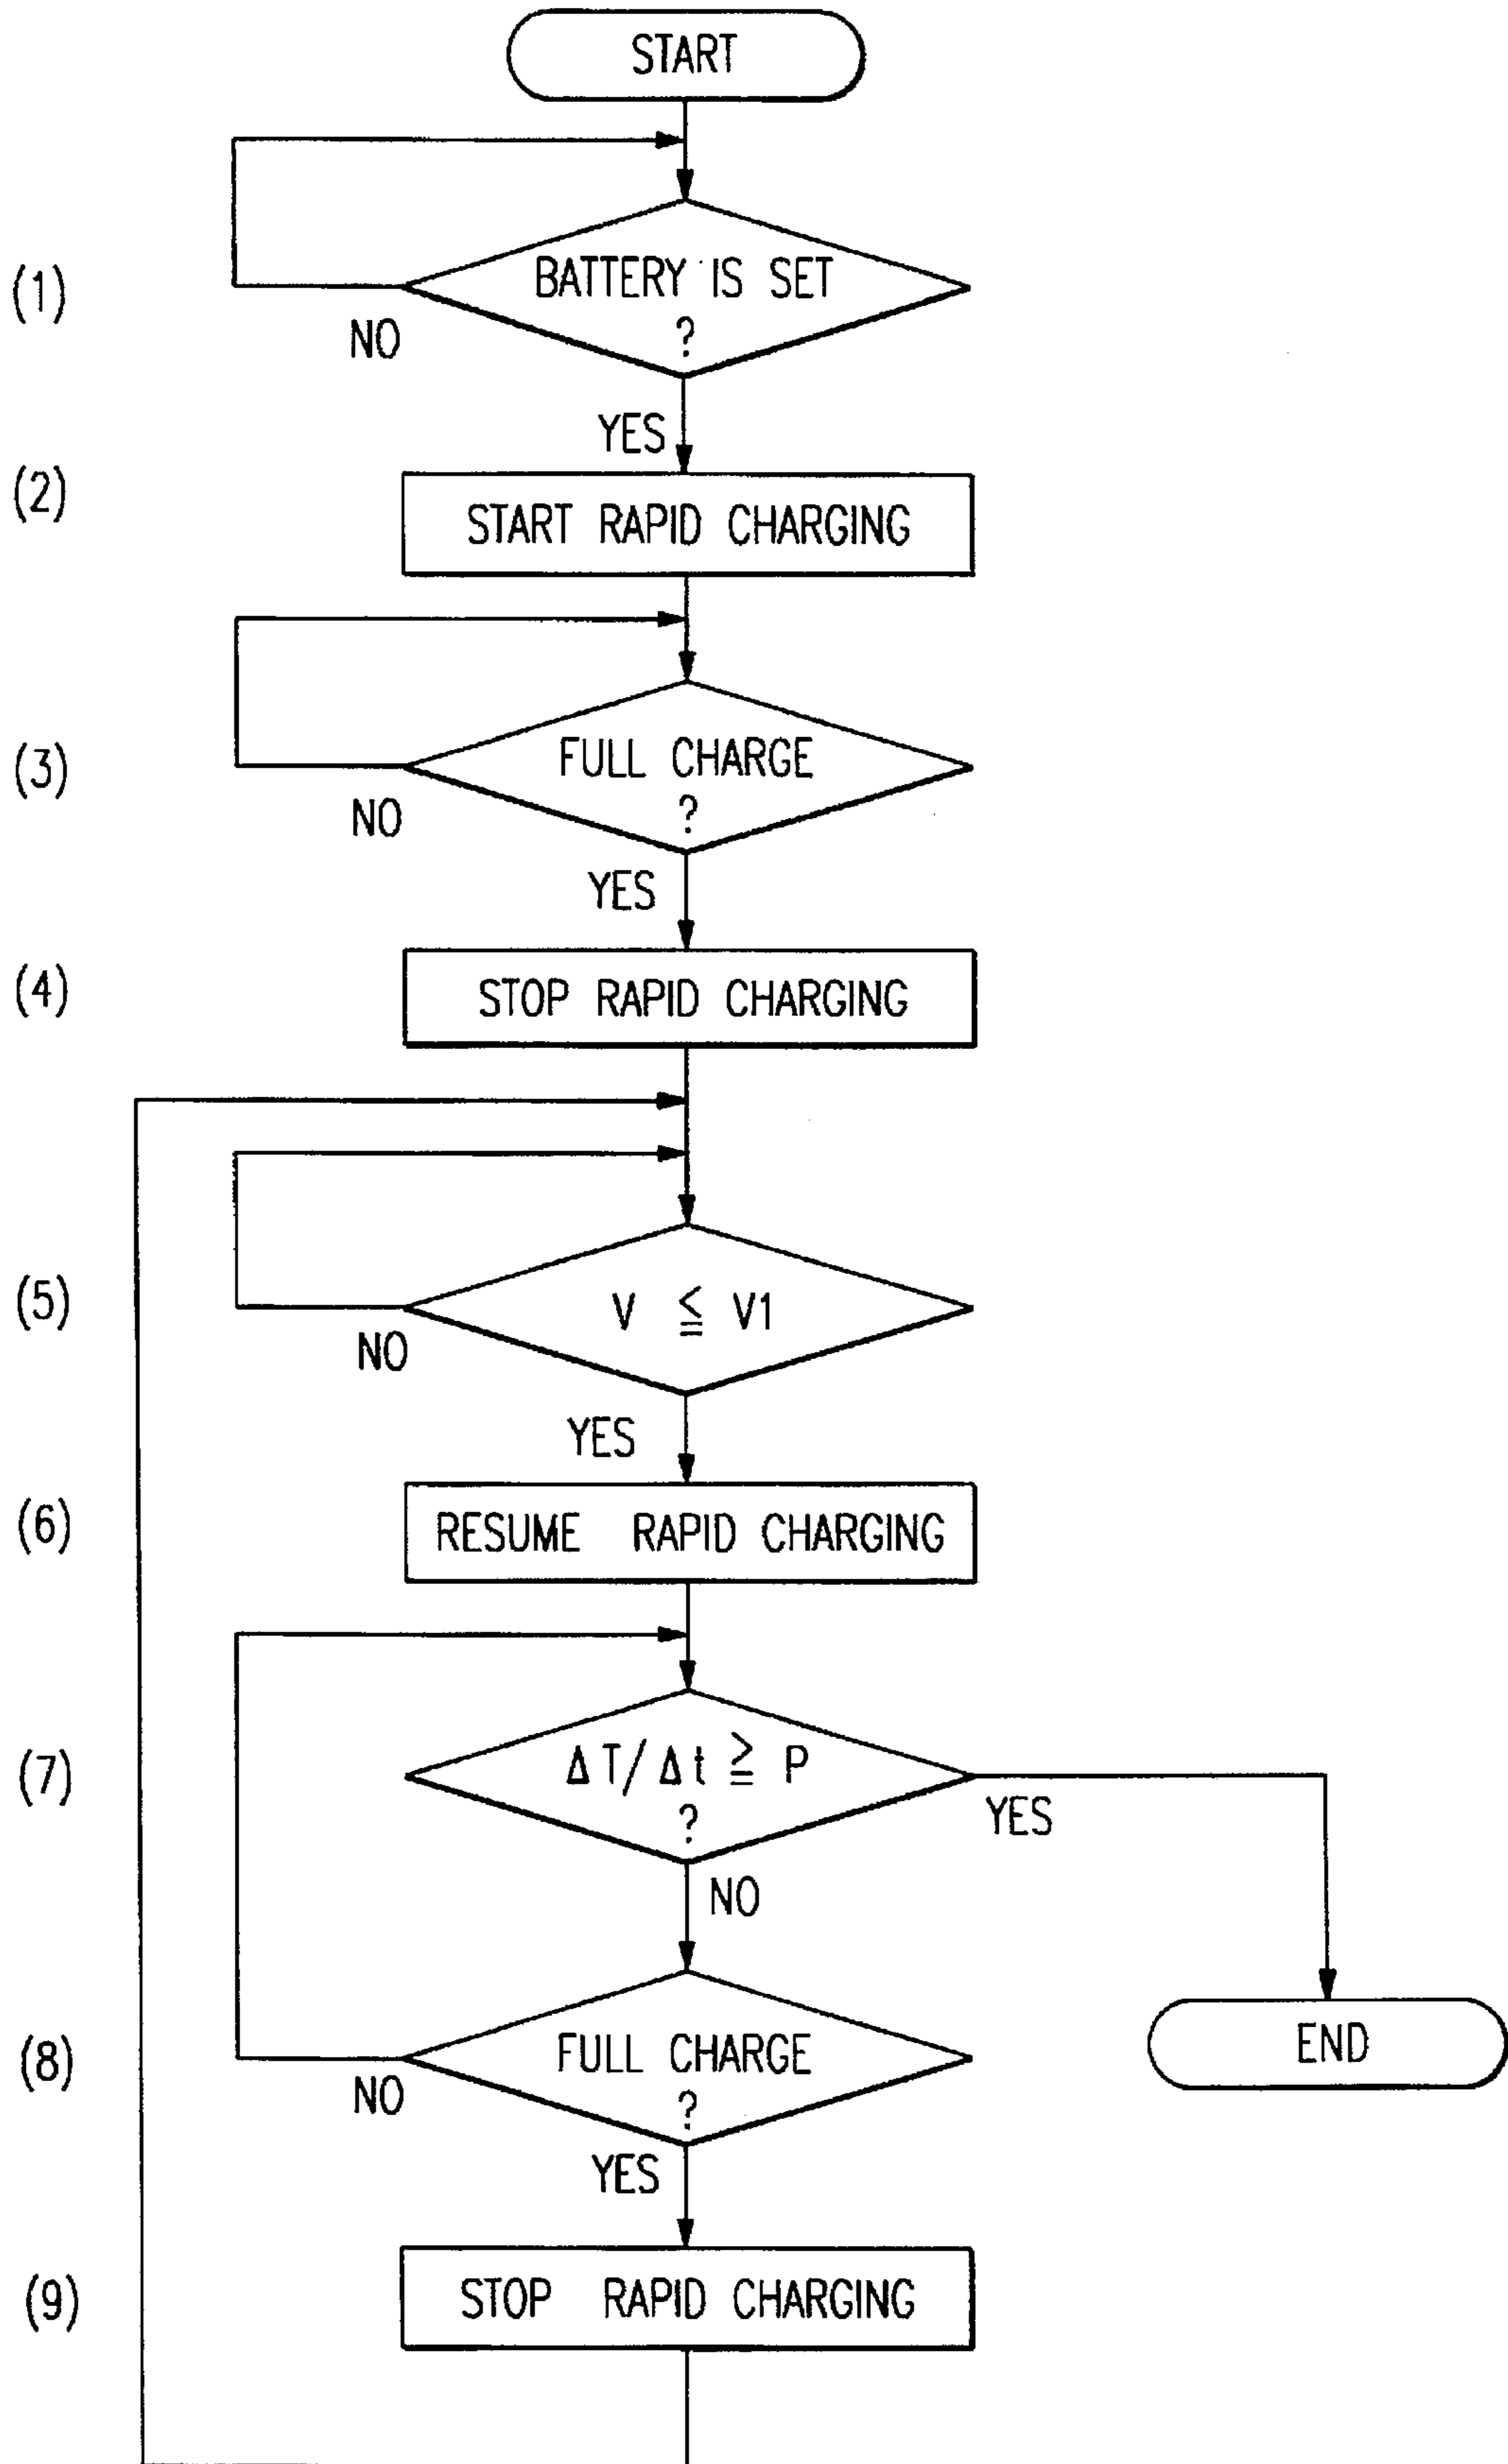 START
(1)
BATTERY IS SET
?
NO
YES
(2)
START RAPID CHARGING
(3)
FULL CHARGE
?
NO
YES
(4)
STOP RAPID CHARGING
(5)
V ≦ V1
NO
YES
(6)
RESUME RAPID CHARGING
(7)
ΔT/Δt ≧ P
?
YES
NO
(8)
FULL CHARGE
?
NO
END
YES
(9)
STOP RAPID CHARGING